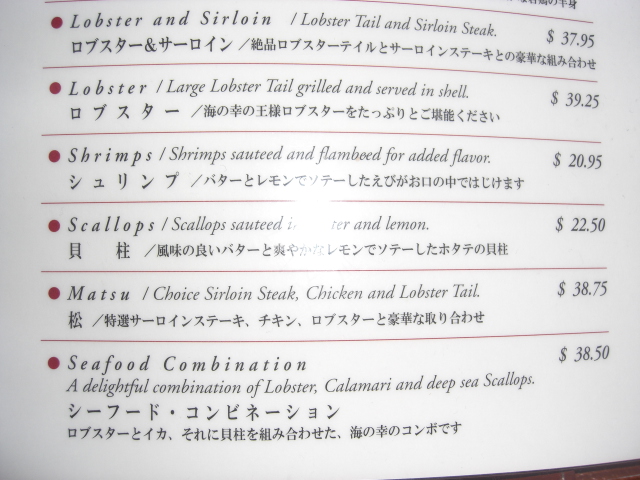 Lobster and Sirloin / Lobster Tail and Sirloin Steak. $ 37.95
ロブスター&サーロイン／絶品ロブスターテイルとサーロインステーキとの豪華な組み合わせ
Lobster / Large Lobster Tail grilled and served in shell. $ 39.25
ロブスター／海の幸の王様ロブスターをたっぷりとご堪能ください
Shrimps / Shrimps sauteed and flambeed for added flavor. $ 20.95
シュリンプ／バターとレモンでソテーしたえびがお口の中ではじけます
Scallops / Scallops sauteed and lemon. $ 22.50
貝 柱 ／風味の良いバターと爽やかなレモンでソテーしたホタテの貝柱
Matsu / Choice Sirloin Steak, Chicken and Lobster Tail. $ 38.75
松 ／特選サーロインステーキ、チキン、ロブスターと豪華な取り合わせ
Seafood Combination $ 38.50
A delightful combination of Lobster, Calamari and deep sea Scallops.
シーフード・コンビネーション
ロブスターとイカ、それに貝柱を組み合わせた、海の幸のコンボです